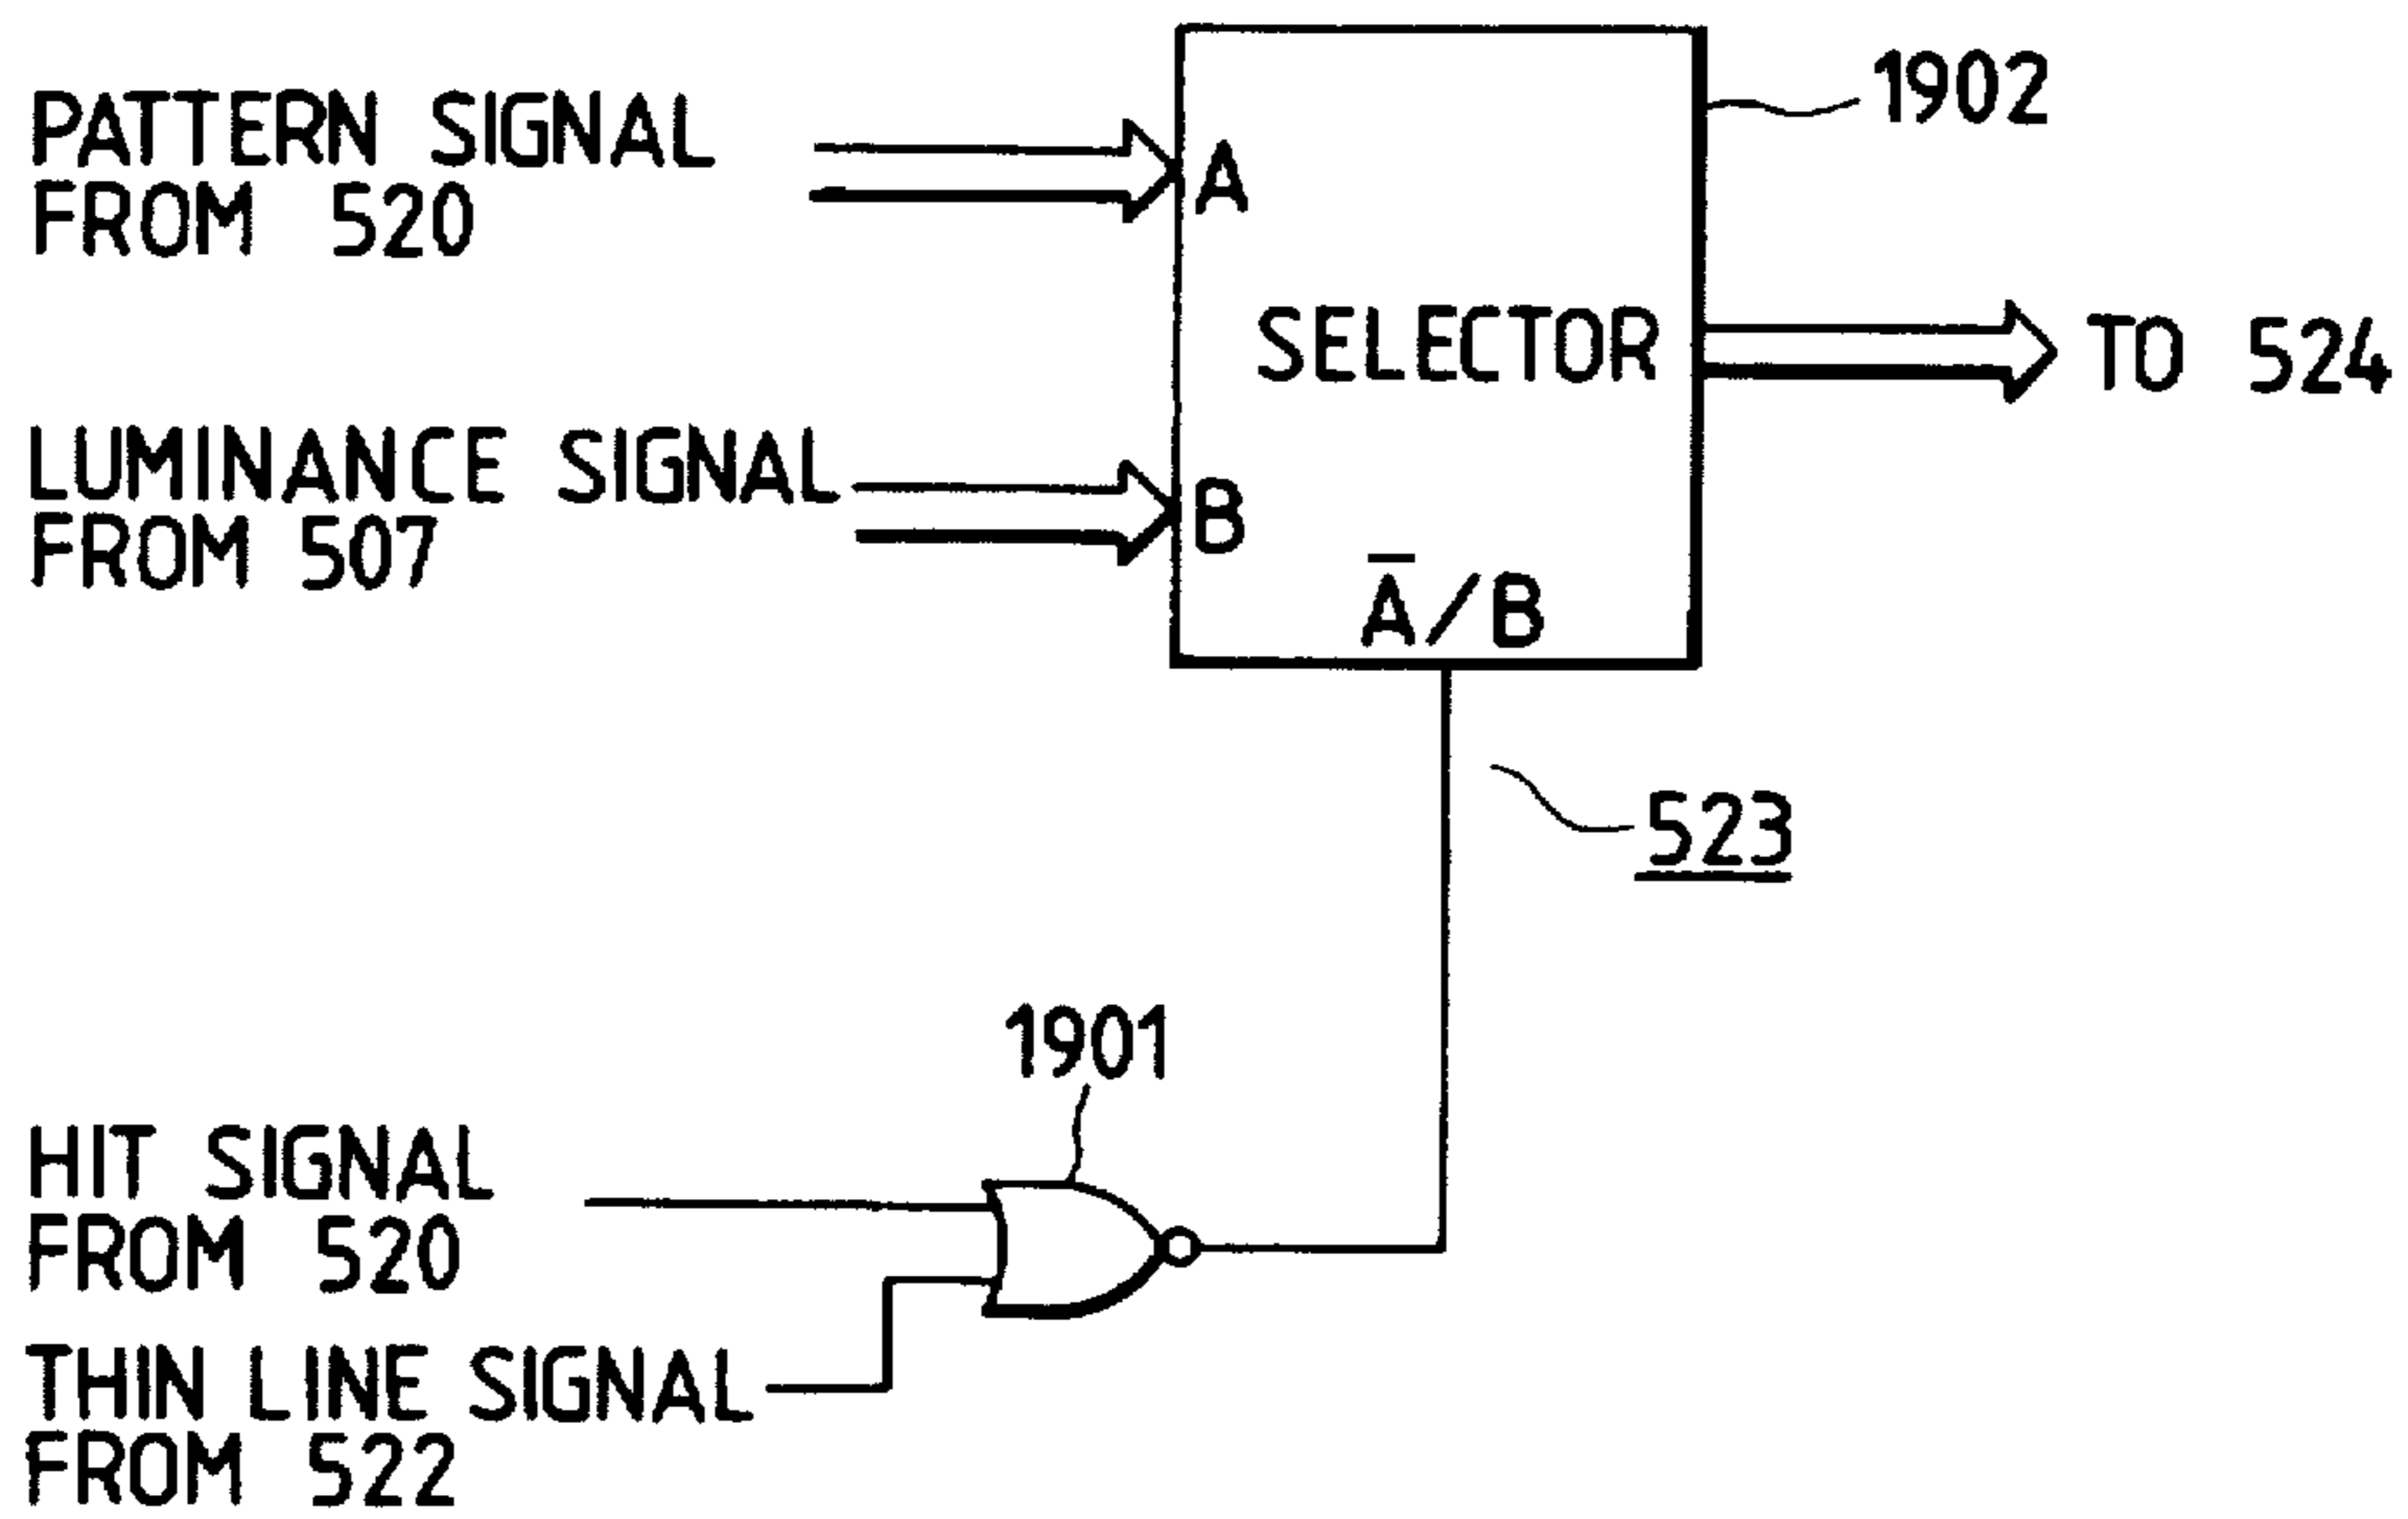 PATTERN SIGNAL
FROM 520
A
1902
SELECTOR
TO 524
LUMINANCE SIGNAL
FROM 507
B
A̅/B
523
1901
HIT SIGNAL
FROM 520
THIN LINE SIGNAL
FROM 522